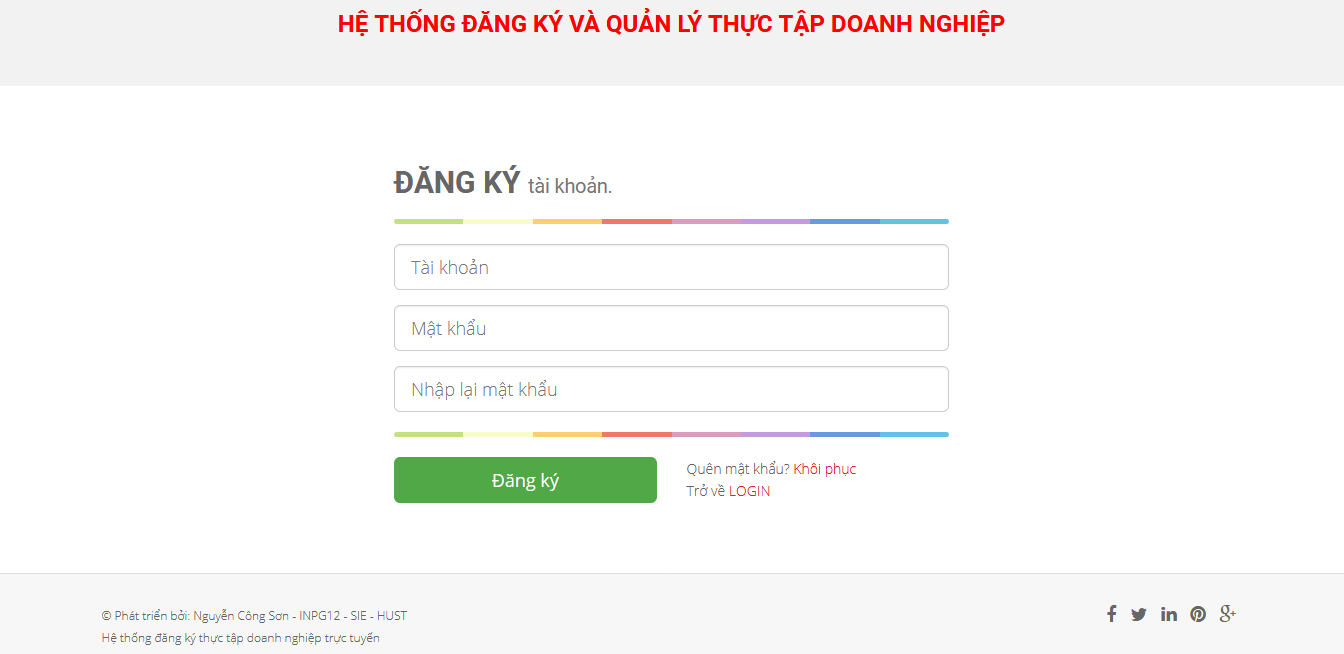 HỆ THỐNG ĐĂNG KÝ VÀ QUẢN LÝ THỰC TẬP DOANH NGHIỆP
ĐĂNG KÝ tài khoản.
Tài khoản
Mật khẩu
Nhập lại mật khẩu
Đăng ký
Quên mật khẩu? Khôi phục
Trở về LOGIN
© Phát triển bởi: Nguyễn Công Sơn - INPG12 - SIE - HUST
Hệ thống đăng ký thực tập doanh nghiệp trực tuyến